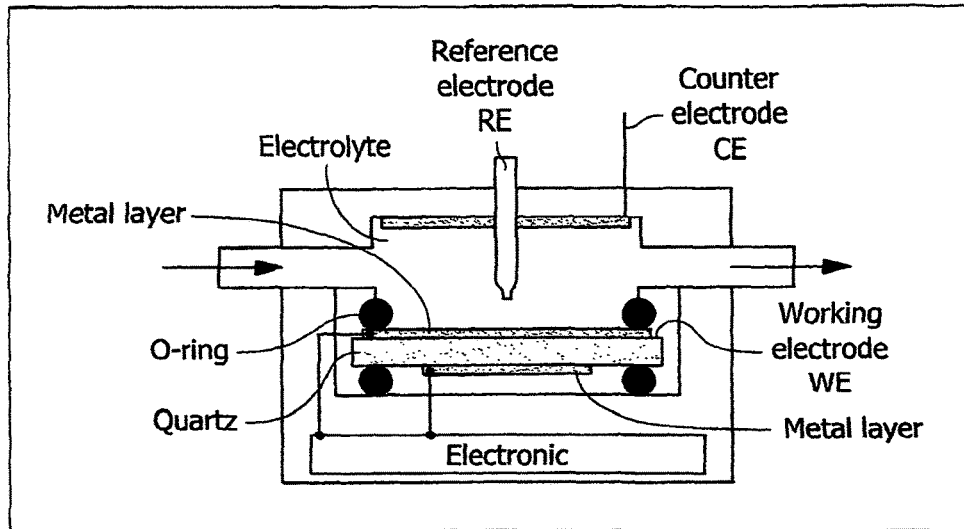 Reference
electrode
RE
Counter
electrode
CE
Electrolyte
Metal layer
O-ring
Working
electrode
WE
Quartz
Metal layer
Electronic